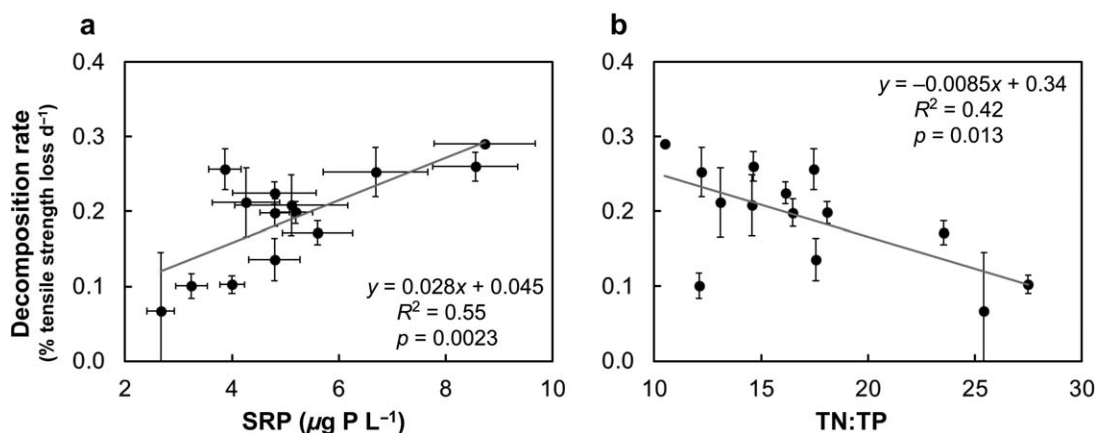 a
0.4
0.3
0.2
0.1
0.0
Decomposition rate
(% tensile strength loss d⁻¹)
y = 0.028x + 0.045
R² = 0.55
p = 0.0023
2 4 6 8 10
SRP (µg P L⁻¹)
b
0.4
0.3
0.2
0.1
0.0
y = –0.0085x + 0.34
R² = 0.42
p = 0.013
10 15 20 25 30
TN:TP